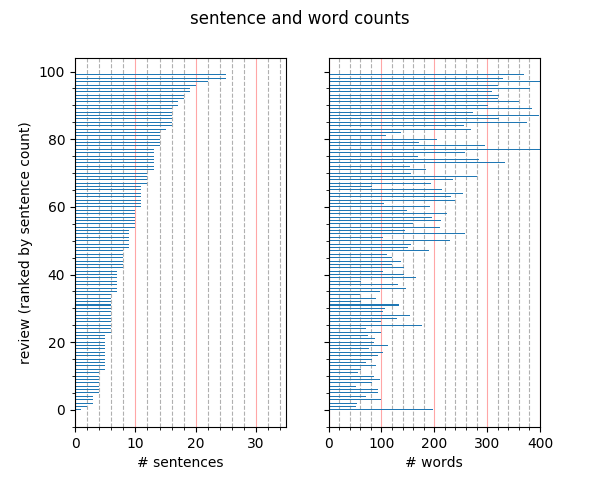 sentence and word counts
100
80
60
40
20
0
review (ranked by sentence count)
0 10 20 30
# sentences
0 100 200 300 400
# words